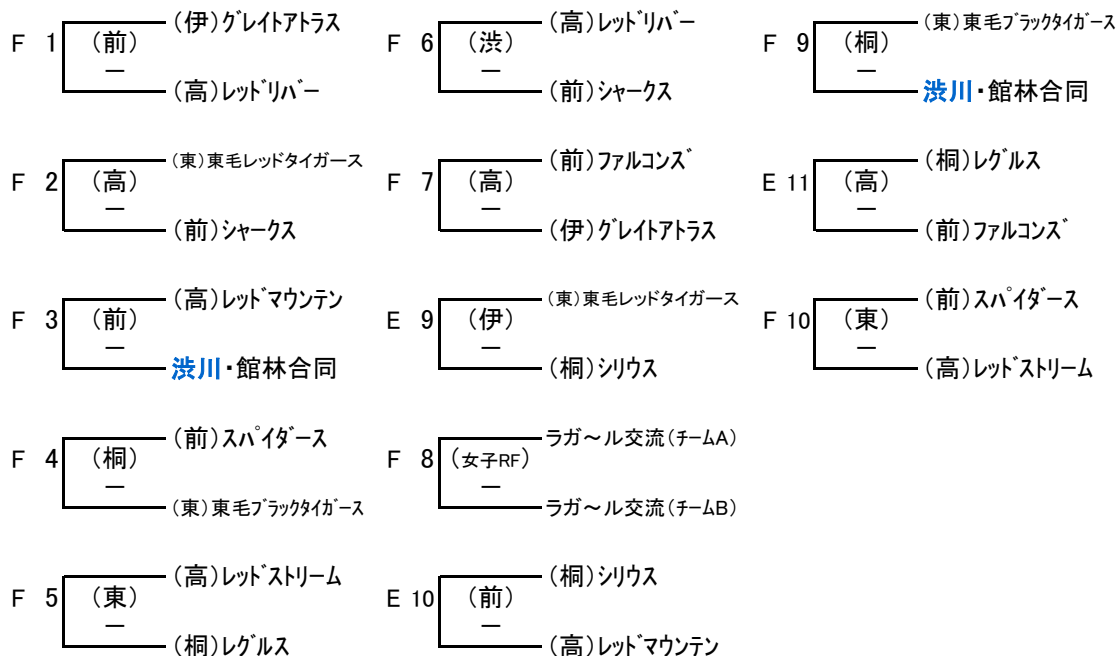 F 1 (前) (伊)グレイトアトラス
－
(高)レッドリバー
F 2 (高) (東)東毛レッドタイガース
－
(前)シャークス
F 3 (前) (高)レッドマウンテン
－
渋川・館林合同
F 4 (桐) (前)スパイダース
－
(東)東毛ブラックタイガース
F 5 (東) (高)レッドストリーム
－
(桐)レグルス
F 6 (渋) (高)レッドリバー
－
(前)シャークス
F 7 (高) (前)ファルコンズ
－
(伊)グレイトアトラス
E 9 (伊) (東)東毛レッドタイガース
－
(桐)シリウス
F 8 (女子RF) ラガ～ル交流(チームA)
－
ラガ～ル交流(チームB)
E 10 (前) (桐)シリウス
－
(高)レッドマウンテン
F 9 (桐) (東)東毛ブラックタイガース
－
渋川・館林合同
E 11 (高) (桐)レグルス
－
(前)ファルコンズ
F 10 (東) (前)スパイダース
－
(高)レッドストリーム